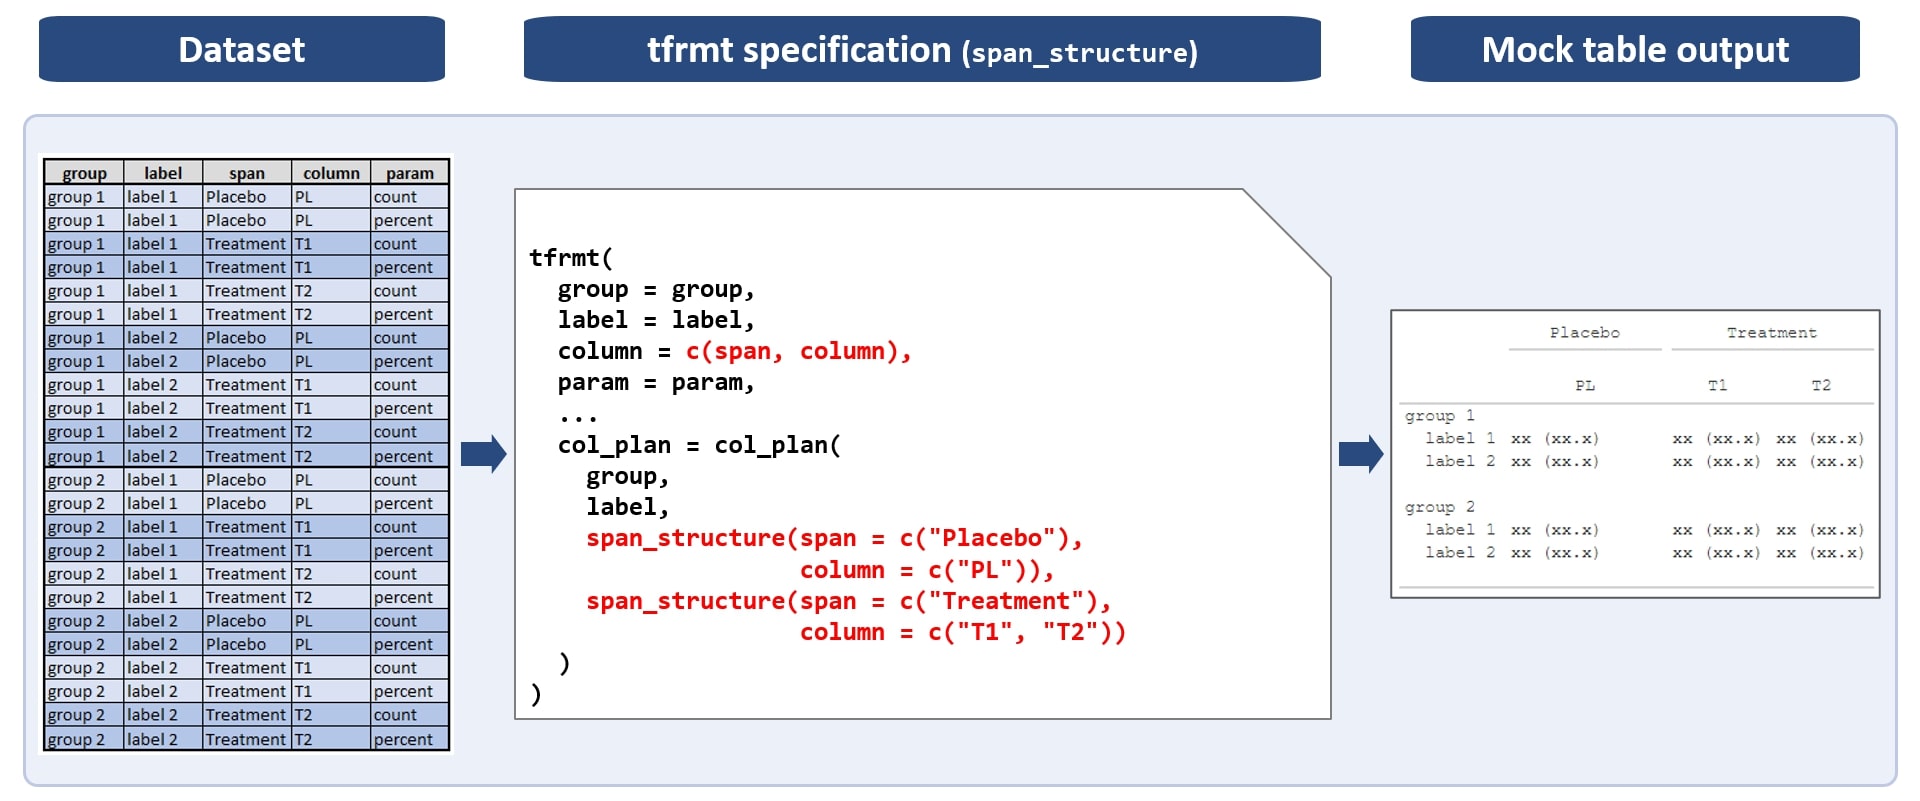 Dataset
tfrmt specification (span_structure)
Mock table output
group label span column param
group 1 label 1 Placebo PL count
group 1 label 1 Placebo PL percent
group 1 label 1 Treatment T1 count
group 1 label 1 Treatment T1 percent
group 1 label 1 Treatment T2 count
group 1 label 1 Treatment T2 percent
group 1 label 2 Placebo PL count
group 1 label 2 Placebo PL percent
group 1 label 2 Treatment T1 count
group 1 label 2 Treatment T1 percent
group 1 label 2 Treatment T2 count
group 1 label 2 Treatment T2 percent
group 2 label 1 Placebo PL count
group 2 label 1 Placebo PL percent
group 2 label 1 Treatment T1 count
group 2 label 1 Treatment T1 percent
group 2 label 1 Treatment T2 count
group 2 label 1 Treatment T2 percent
group 2 label 2 Placebo PL count
group 2 label 2 Placebo PL percent
group 2 label 2 Treatment T1 count
group 2 label 2 Treatment T1 percent
group 2 label 2 Treatment T2 count
group 2 label 2 Treatment T2 percent
tfrmt(
  group = group,
  label = label,
  column = c(span, column),
  param = param,
  ...
  col_plan = col_plan(
    group,
    label,
    span_structure(span = c("Placebo"),
                   column = c("PL")),
    span_structure(span = c("Treatment"),
                   column = c("T1", "T2"))
  )
)
Placebo Treatment
PL T1 T2
group 1
label 1 xx (xx.x) xx (xx.x) xx (xx.x)
label 2 xx (xx.x) xx (xx.x) xx (xx.x)
group 2
label 1 xx (xx.x) xx (xx.x) xx (xx.x)
label 2 xx (xx.x) xx (xx.x) xx (xx.x)